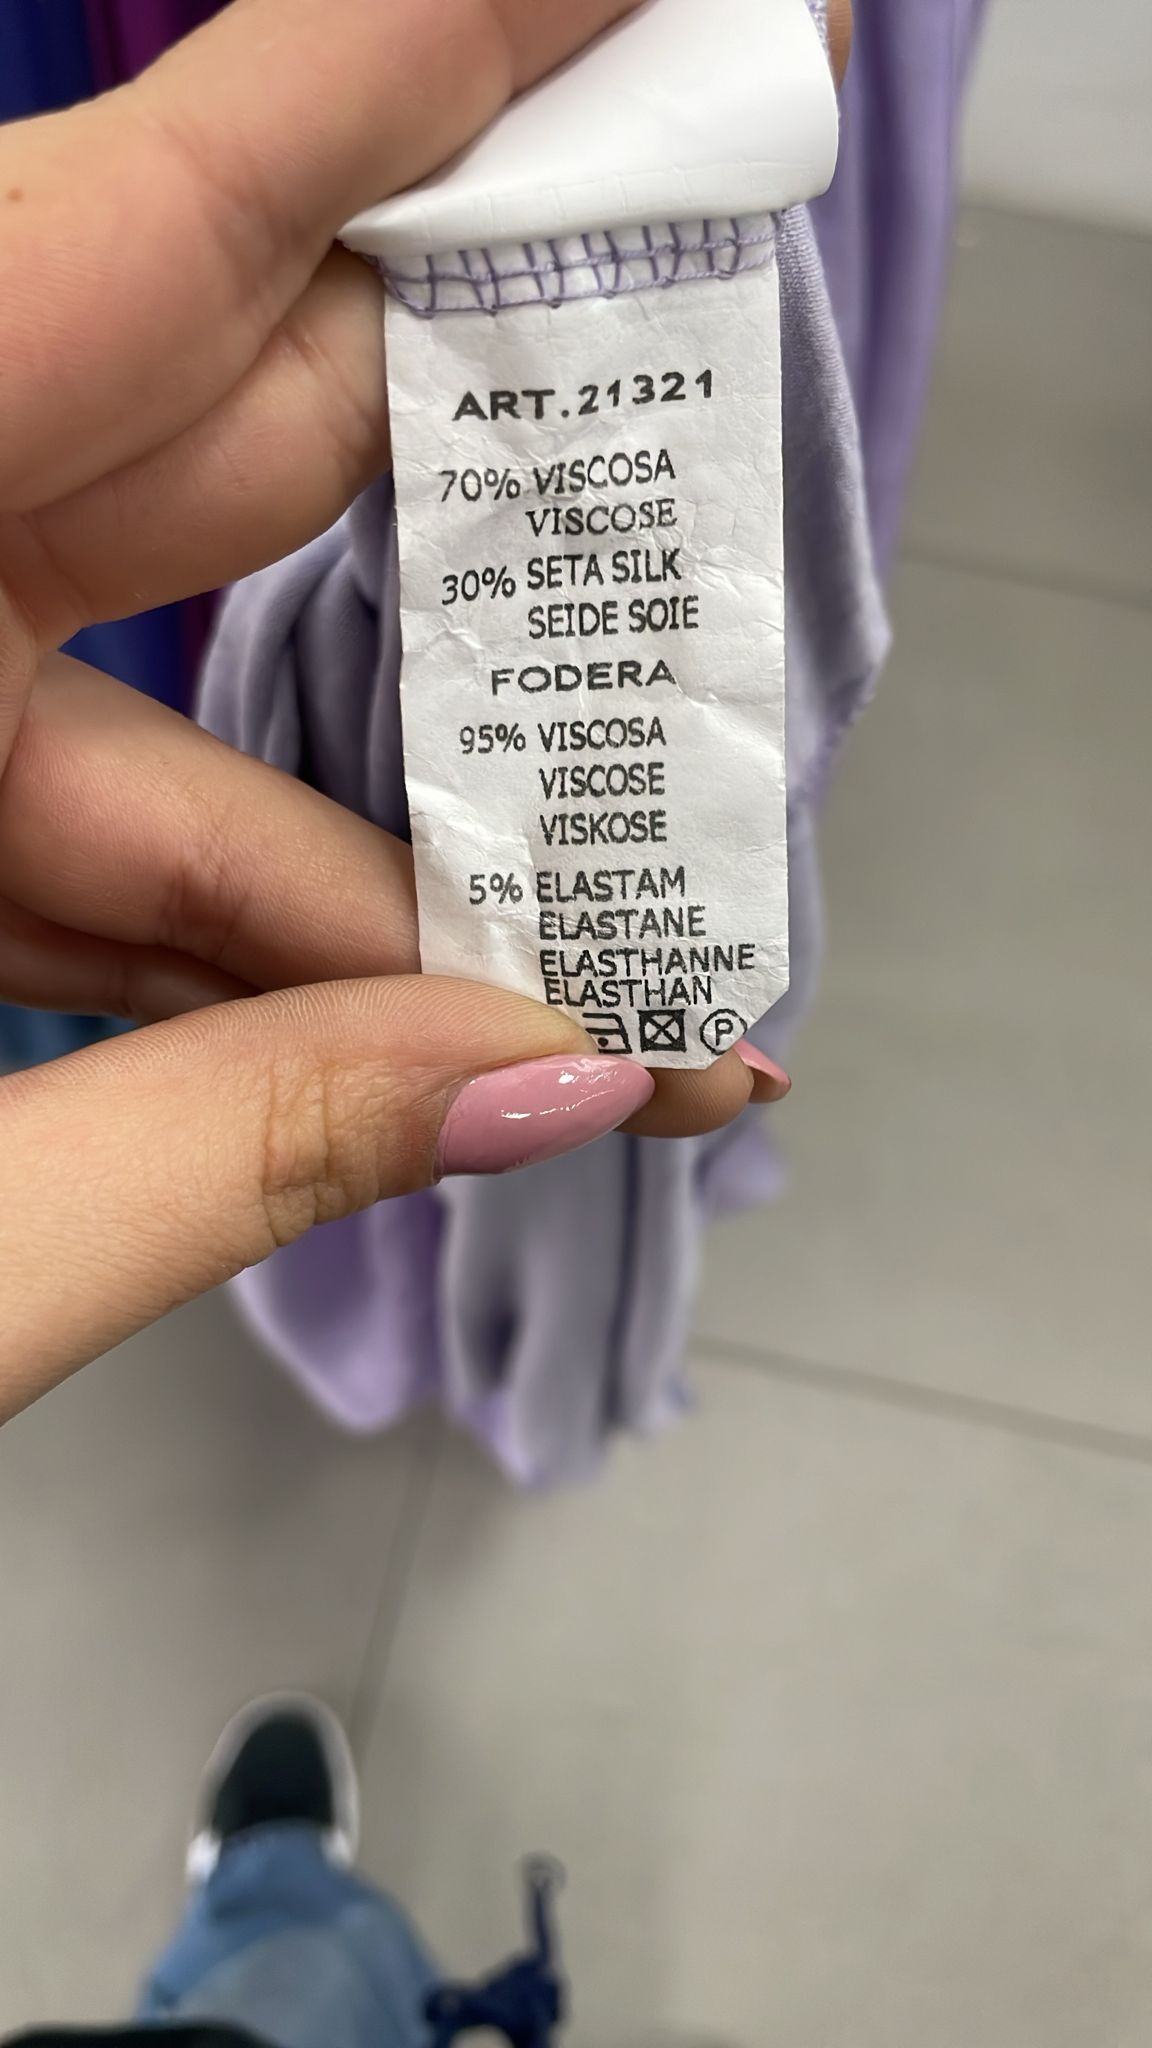 ART.21321
70% VISCOSA
VISCOSE
30% SETA SILK
SEIDE SOIE
FODERA
95% VISCOSA
VISCOSE
VISKOSE
5% ELASTAM
ELASTANE
ELASTHANNE
ELASTHAN
P